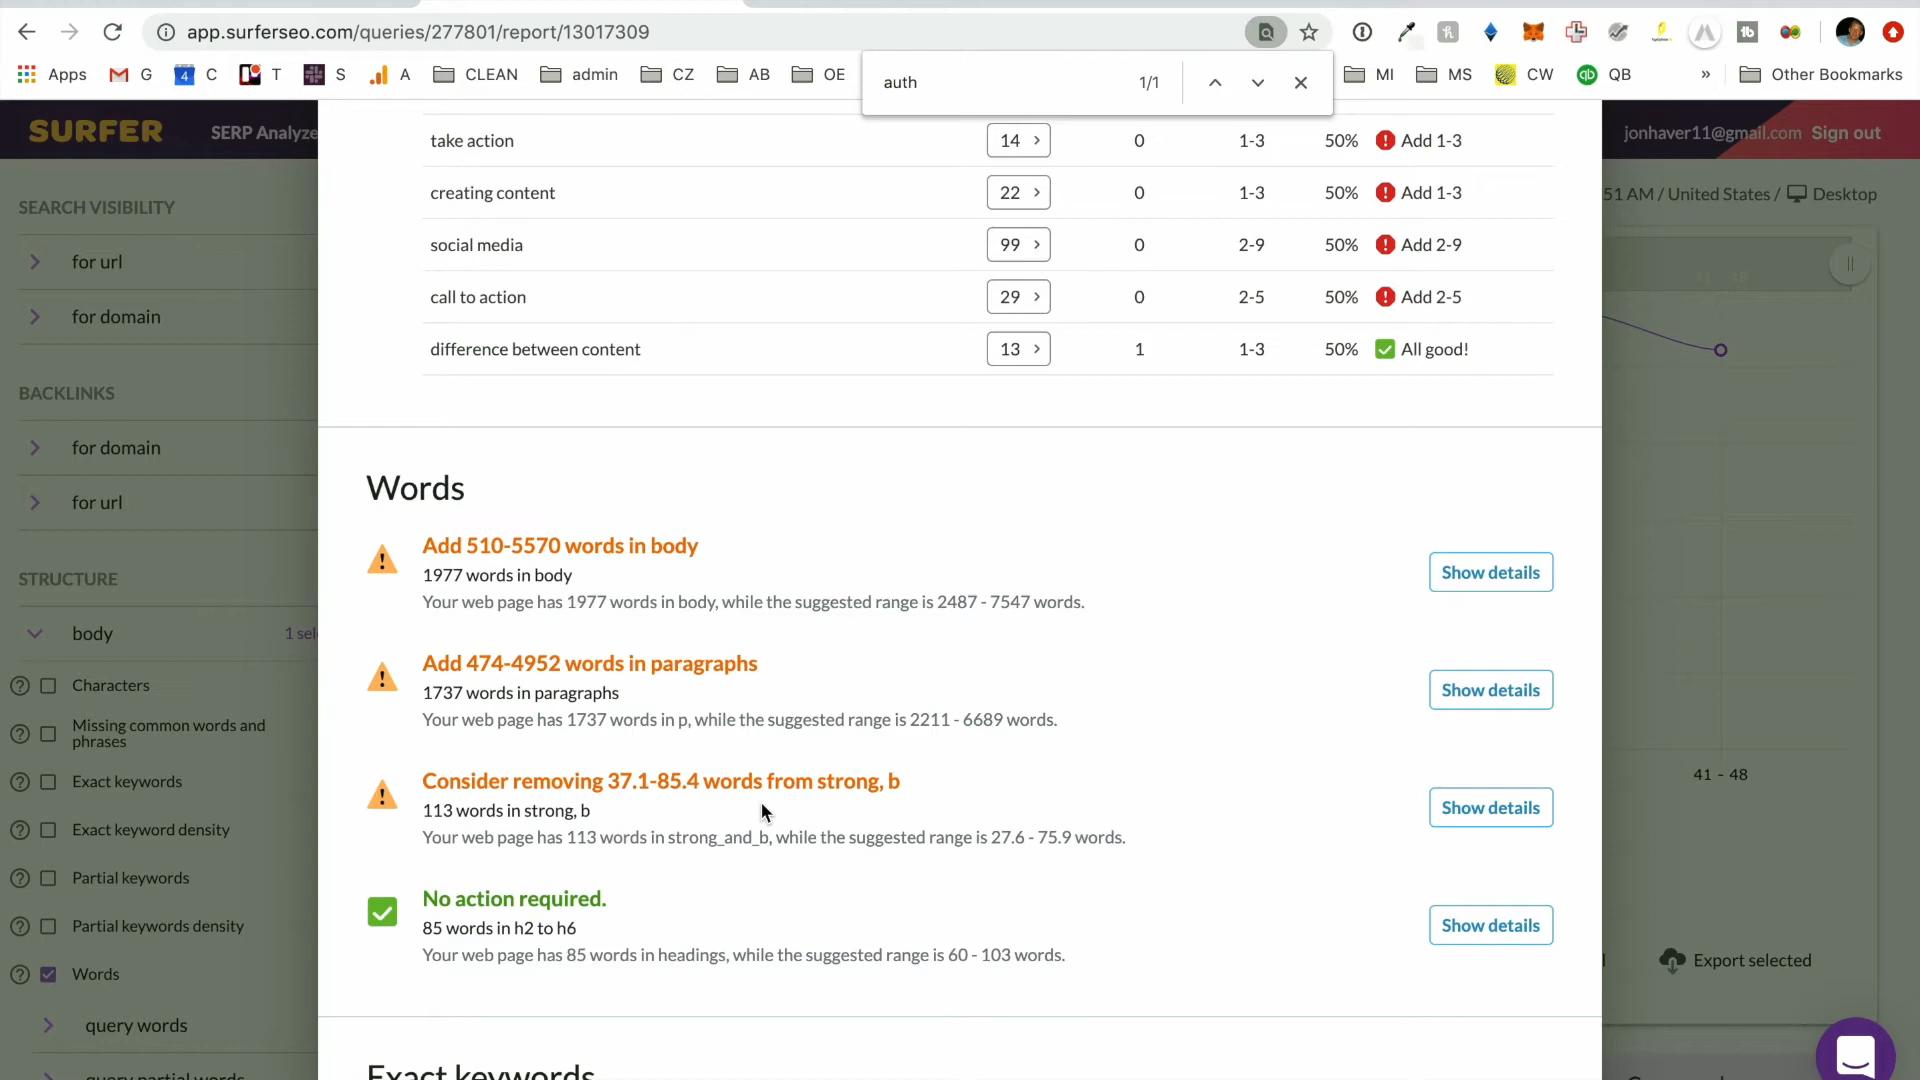 app.surferseo.com/queries/277801/report/13017309
Apps G C T S A CLEAN admin CZ AB OE MI MS CW QB » Other Bookmarks
auth 1/1
SURFER SERP Analyze jonhaver11@gmail.com Sign out
51 AM / United States / Desktop
SEARCH VISIBILITY
for url
for domain
BACKLINKS
for domain
for url
STRUCTURE
body 1 sel
Characters
Missing common words and
phrases
Exact keywords
Exact keyword density
Partial keywords
Partial keywords density
Words
query words
query partial words
take action 14 0 1-3 50% Add 1-3
creating content 22 0 1-3 50% Add 1-3
social media 99 0 2-9 50% Add 2-9
call to action 29 0 2-5 50% Add 2-5
difference between content 13 1 1-3 50% All good!
Words
Add 510-5570 words in body
1977 words in body
Your web page has 1977 words in body, while the suggested range is 2487 - 7547 words.
Show details
Add 474-4952 words in paragraphs
1737 words in paragraphs
Your web page has 1737 words in p, while the suggested range is 2211 - 6689 words.
Show details
Consider removing 37.1-85.4 words from strong, b
113 words in strong, b
Your web page has 113 words in strong_and_b, while the suggested range is 27.6 - 75.9 words.
Show details
No action required.
85 words in h2 to h6
Your web page has 85 words in headings, while the suggested range is 60 - 103 words.
Show details
Exact keywords
41 - 48
Export selected